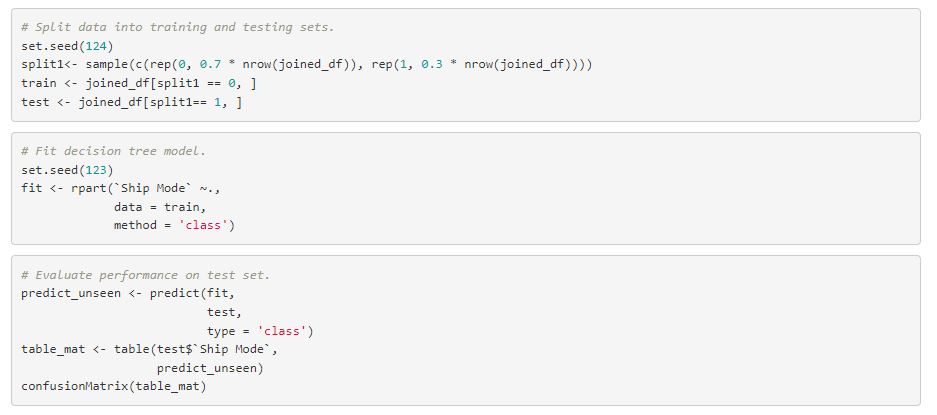 # Split data into training and testing sets.
set.seed(124)
split1<- sample(c(rep(0, 0.7 * nrow(joined_df)), rep(1, 0.3 * nrow(joined_df))))
train <- joined_df[split1 == 0, ]
test <- joined_df[split1== 1, ]
# Fit decision tree model.
set.seed(123)
fit <- rpart(`Ship Mode` ~.,
             data = train,
             method = 'class')
# Evaluate performance on test set.
predict_unseen <- predict(fit,
                          test,
                          type = 'class')
table_mat <- table(test$`Ship Mode`,
                   predict_unseen)
confusionMatrix(table_mat)